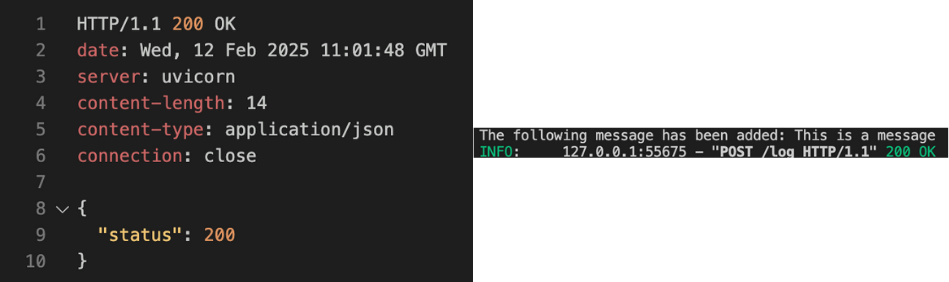 1 HTTP/1.1 200 OK
2 date: Wed, 12 Feb 2025 11:01:48 GMT
3 server: uvicorn
4 content-length: 14
5 content-type: application/json
6 connection: close
7
8 {
9 "status": 200
10 }
The following message has been added: This is a message
INFO: 127.0.0.1:55675 - "POST /log HTTP/1.1" 200 OK